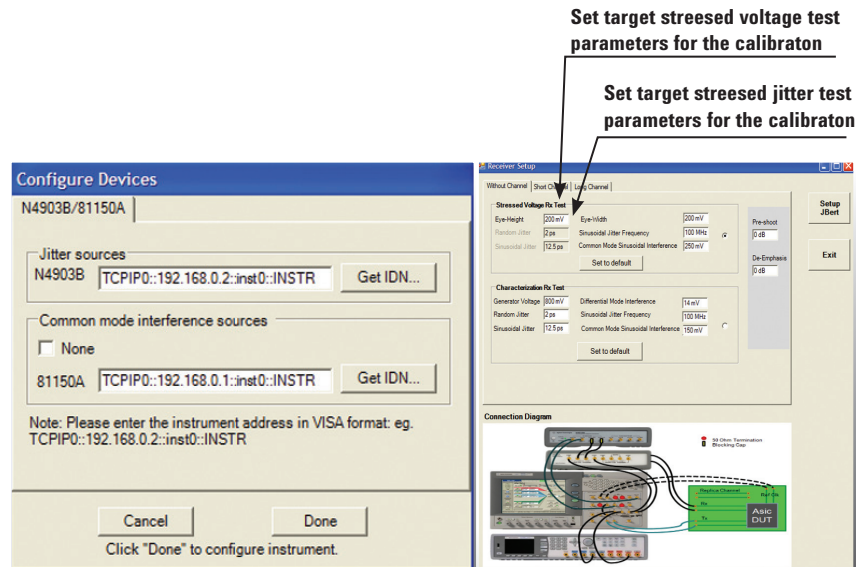 Set target streesed voltage test
parameters for the calibraton
Set target streesed jitter test
parameters for the calibraton
Configure Devices
N4903B/81150A
Jitter sources
N4903B TCPIP0::192.168.0.2::inst0::INSTR Get IDN...
Common mode interference sources
None
81150A TCPIP0::192.168.0.1::inst0::INSTR Get IDN...
Note: Please enter the instrument address in VISA format: eg.
TCPIP0::192.168.0.2::inst0::INSTR
Cancel Done
Click "Done" to configure instrument.
Receiver Setup
Without Channel Short Channel Long Channel
Stressed Voltage Rx Test
Eye-Height 200 mV Eye-Width 200 mV
Random Jitter 2 ps Sinusoidal Jitter Frequency 100 MHz
Sinusoidal Jitter 12.5 ps Common Mode Sinusoidal Interference 250 mV
Set to default
Characterization Rx Test
Generator Voltage 800 mV Differential Mode Interference 14 mV
Random Jitter 2 ps Sinusoidal Jitter Frequency 100 MHz
Sinusoidal Jitter 12.5 ps Common Mode Sinusoidal Interference 150 mV
Set to default
Pre-shoot
0 dB
De-Emphasis
0 dB
Setup
JBert
Exit
Connection Diagram
50 Ohm Termination
Blocking Cap
Replica Channel
Ref Clk
Rx
Tx
Asic
DUT